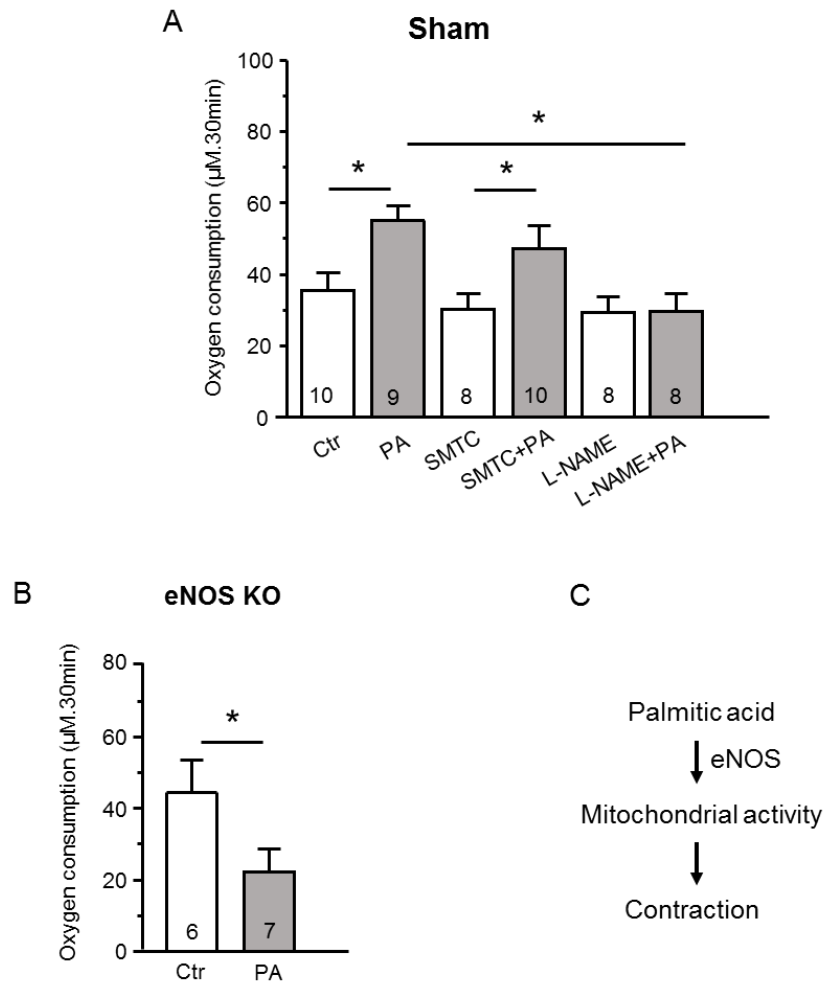 A
Sham
Oxygen consumption (µM.30min)
100
80
60
40
20
0
*
*
*
10
9
8
10
8
8
Ctr
PA
SMTC
SMTC+PA
L-NAME
L-NAME+PA
B
eNOS KO
Oxygen consumption (µM.30min)
80
60
40
20
0
*
6
7
Ctr
PA
C
Palmitic acid
eNOS
Mitochondrial activity
Contraction